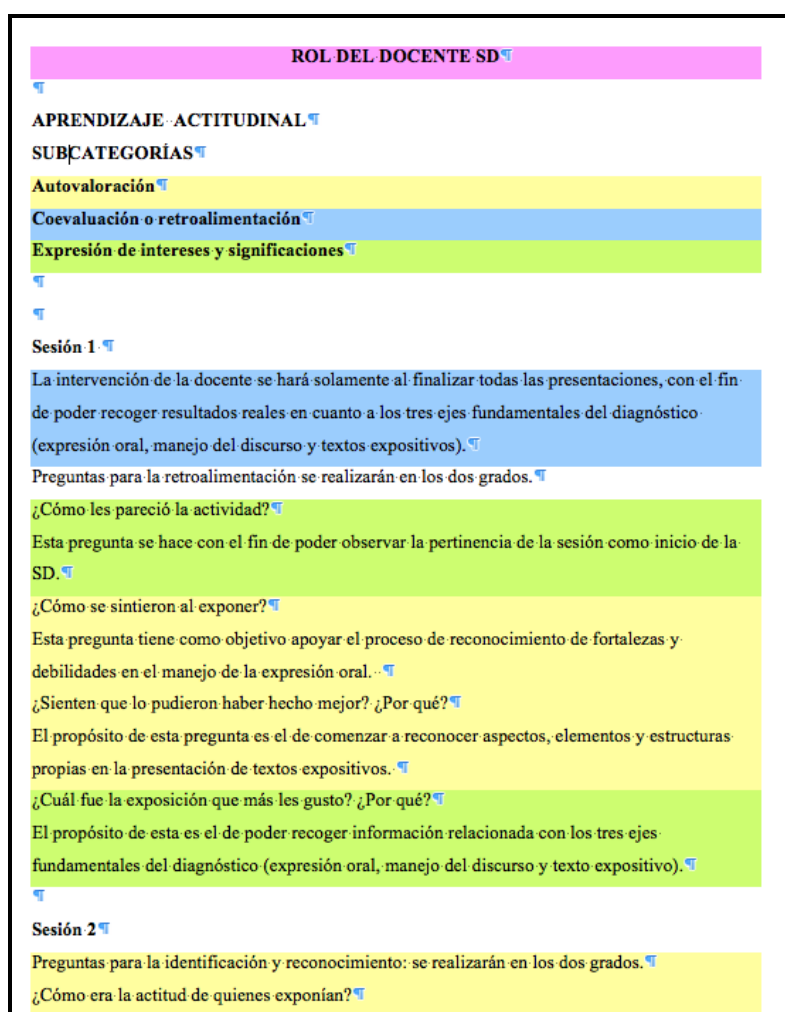 ROL DEL DOCENTE SD¶
¶
APRENDIZAJE ACTITUDINAL¶
SUBCATEGORÍAS¶
Autovaloración¶
Coevaluación o retroalimentación¶
Expresión de intereses y significaciones¶
¶
¶
Sesión 1 ¶
La intervención de la docente se hará solamente al finalizar todas las presentaciones, con el fin
de poder recoger resultados reales en cuanto a los tres ejes fundamentales del diagnóstico
(expresión oral, manejo del discurso y textos expositivos).¶
Preguntas para la retroalimentación se realizarán en los dos grados.¶
¿Cómo les pareció la actividad?¶
Esta pregunta se hace con el fin de poder observar la pertinencia de la sesión como inicio de la
SD.¶
¿Cómo se sintieron al exponer?¶
Esta pregunta tiene como objetivo apoyar el proceso de reconocimiento de fortalezas y
debilidades en el manejo de la expresión oral. ¶
¿Sienten que lo pudieron haber hecho mejor? ¿Por qué?¶
El propósito de esta pregunta es el de comenzar a reconocer aspectos, elementos y estructuras
propias en la presentación de textos expositivos. ¶
¿Cuál fue la exposición que más les gusto? ¿Por qué?¶
El propósito de esta es el de poder recoger información relacionada con los tres ejes
fundamentales del diagnóstico (expresión oral, manejo del discurso y texto expositivo).¶
¶
Sesión 2¶
Preguntas para la identificación y reconocimiento: se realizarán en los dos grados.¶
¿Cómo era la actitud de quienes exponían?¶